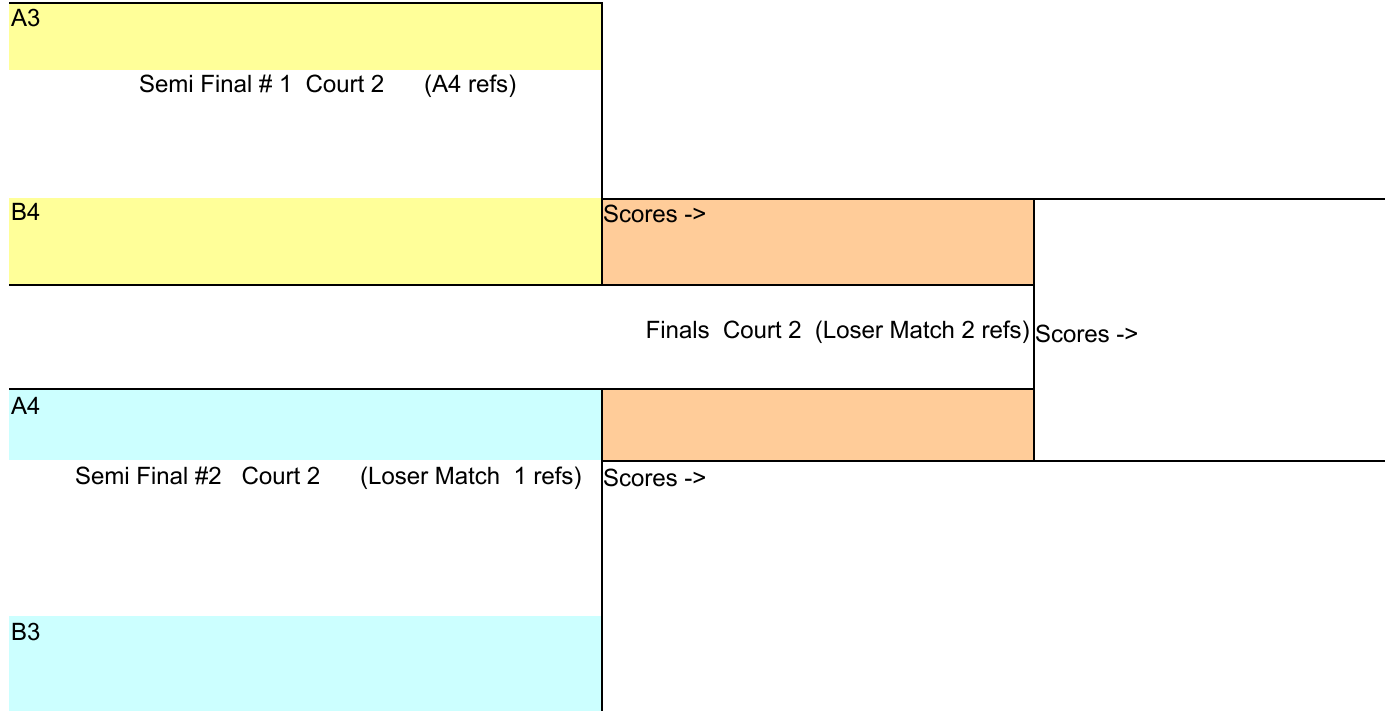 A3
Semi Final # 1  Court 2      (A4 refs)
B4
Scores ->
Finals  Court 2  (Loser Match 2 refs)
Scores ->
A4
Semi Final #2   Court 2      (Loser Match  1 refs)
Scores ->
B3